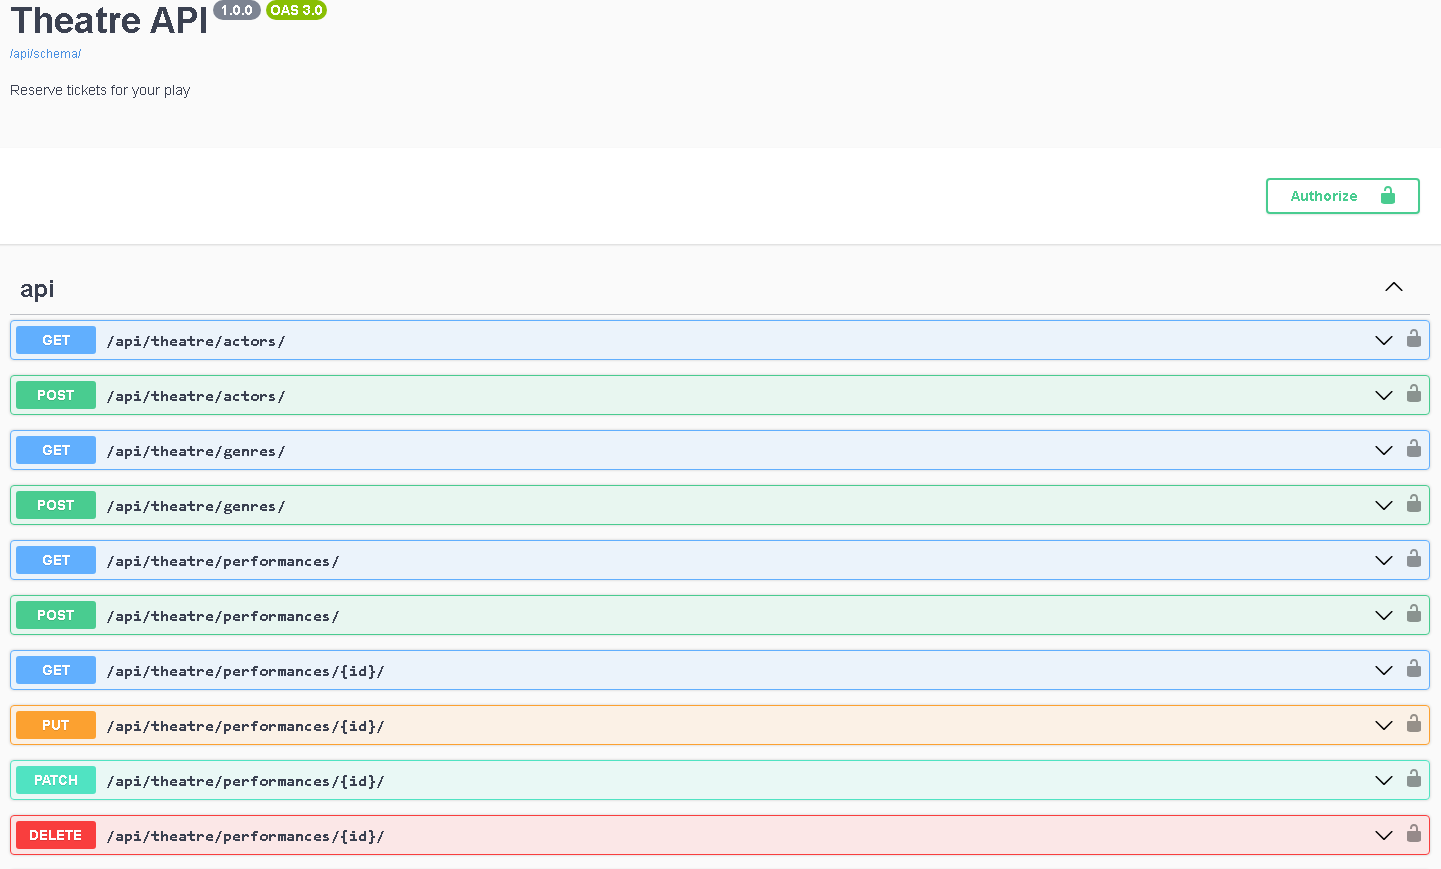 Theatre API 1.0.0 OAS 3.0
/api/schema/
Reserve tickets for your play
Authorize
api
GET /api/theatre/actors/
POST /api/theatre/actors/
GET /api/theatre/genres/
POST /api/theatre/genres/
GET /api/theatre/performances/
POST /api/theatre/performances/
GET /api/theatre/performances/{id}/
PUT /api/theatre/performances/{id}/
PATCH /api/theatre/performances/{id}/
DELETE /api/theatre/performances/{id}/